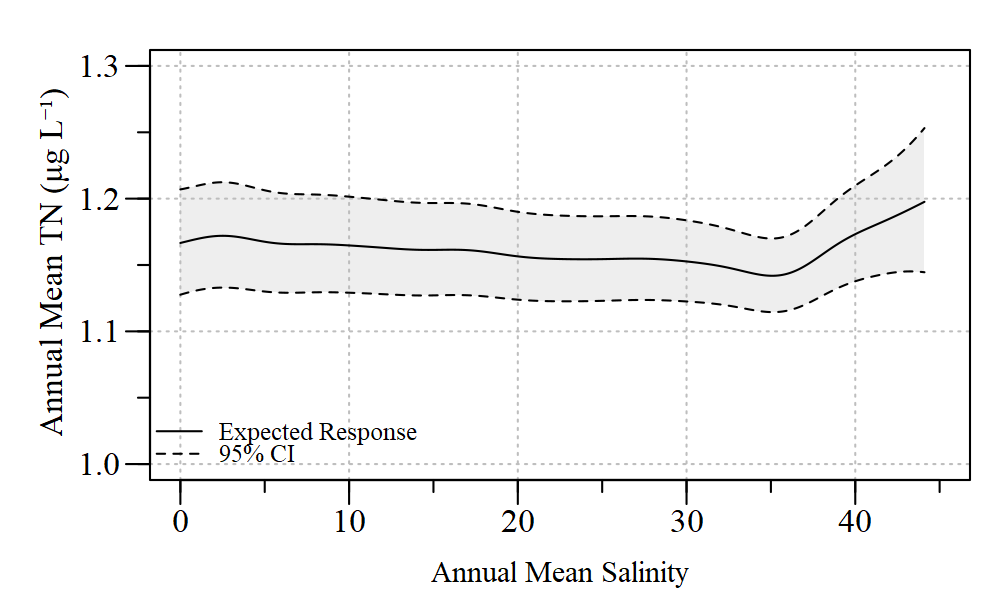 Annual Mean TN (µg L⁻¹)
1.3
1.2
1.1
1.0
Expected Response
95% CI
0 10 20 30 40
Annual Mean Salinity